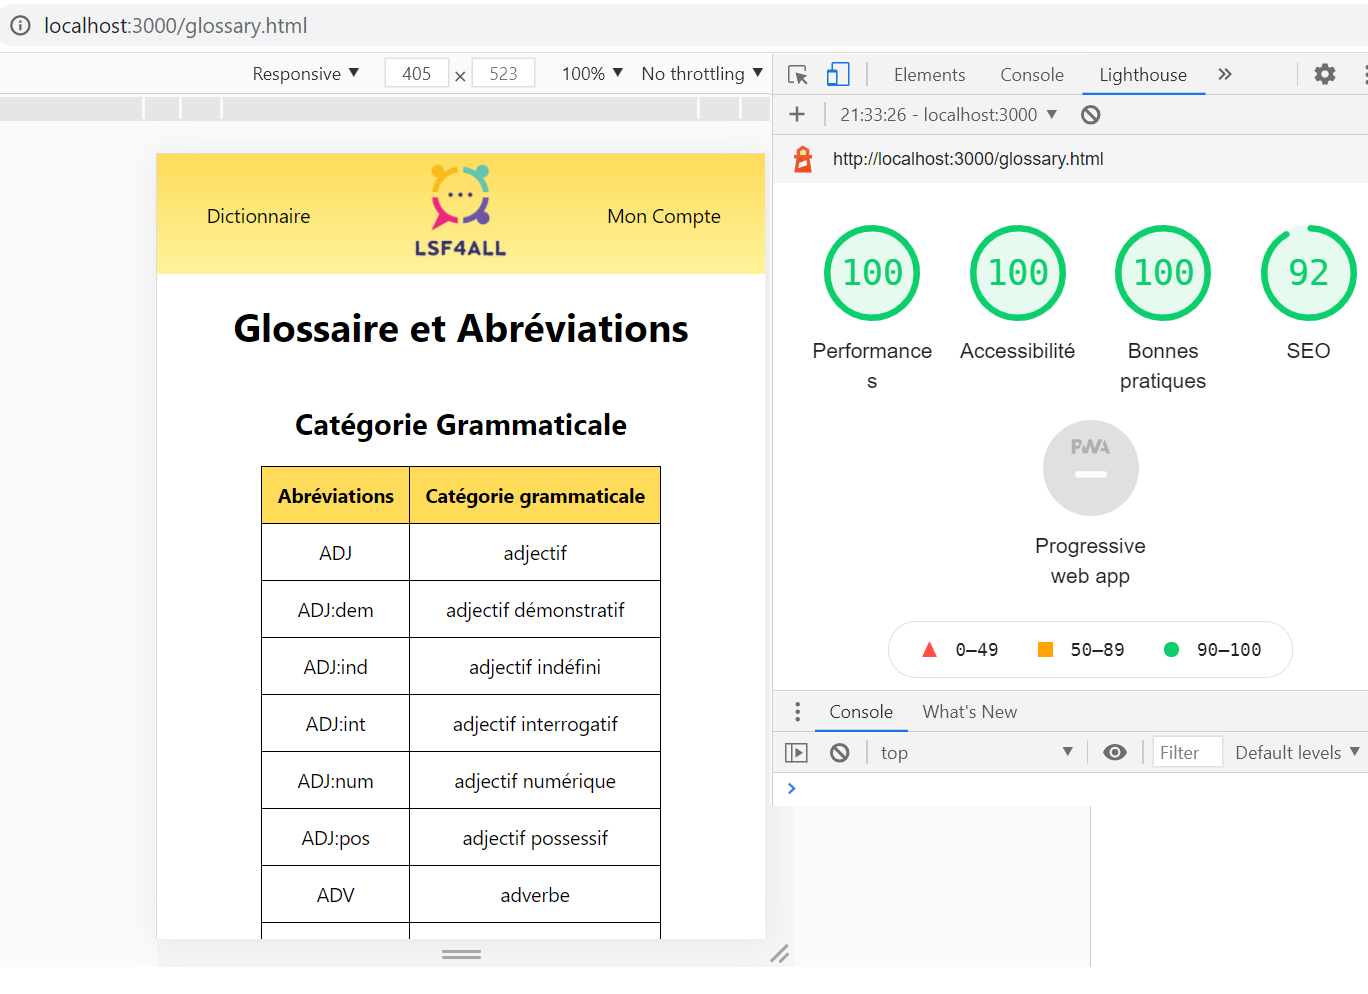 localhost:3000/glossary.html
Responsive ▼ 405 × 523 100% ▼ No throttling ▼
Elements Console Lighthouse »
21:33:26 - localhost:3000 ▼
http://localhost:3000/glossary.html
Dictionnaire
LSF4ALL
Mon Compte
Glossaire et Abréviations
Catégorie Grammaticale
Abréviations Catégorie grammaticale
ADJ adjectif
ADJ:dem adjectif démonstratif
ADJ:ind adjectif indéfini
ADJ:int adjectif interrogatif
ADJ:num adjectif numérique
ADJ:pos adjectif possessif
ADV adverbe
100 100 100 92
Performance
s
Accessibilité
Bonnes
pratiques
SEO
PWA
Progressive
web app
0–49 50–89 90–100
Console What's New
top ▼ Filter Default levels ▼